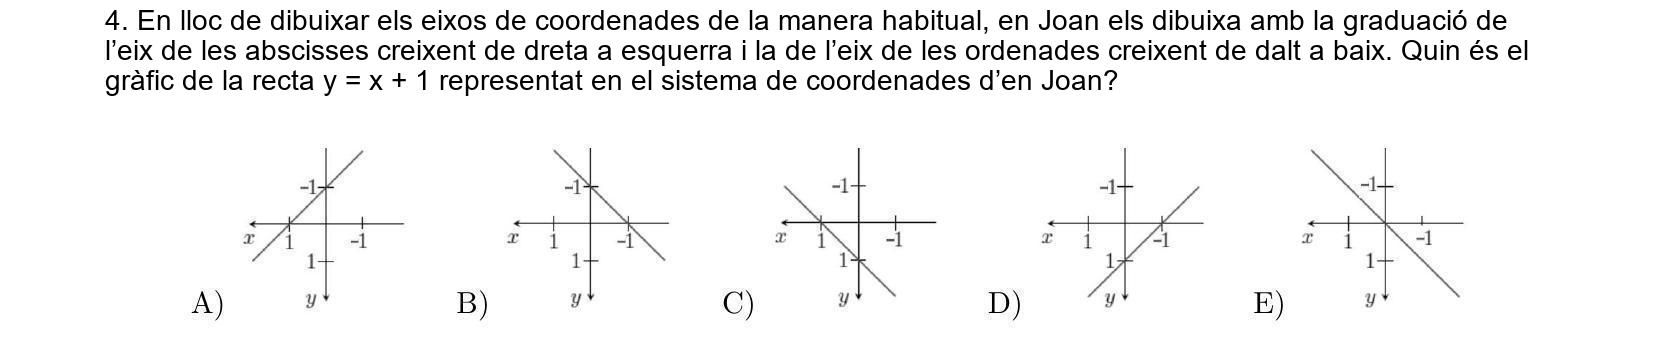 4. En lloc de dibuixar els eixos de coordenades de la manera habitual, en Joan els dibuixa amb la graduació de
l’eix de les abscisses creixent de dreta a esquerra i la de l’eix de les ordenades creixent de dalt a baix. Quin és el
gràfic de la recta y = x + 1 representat en el sistema de coordenades d’en Joan?
-1 -1 -1 -1 -1
x 1 -1 x 1 -1 x 1 -1 x 1 -1 x 1 -1
1 1 1 1 1
A) y B) y C) y D) y E) y